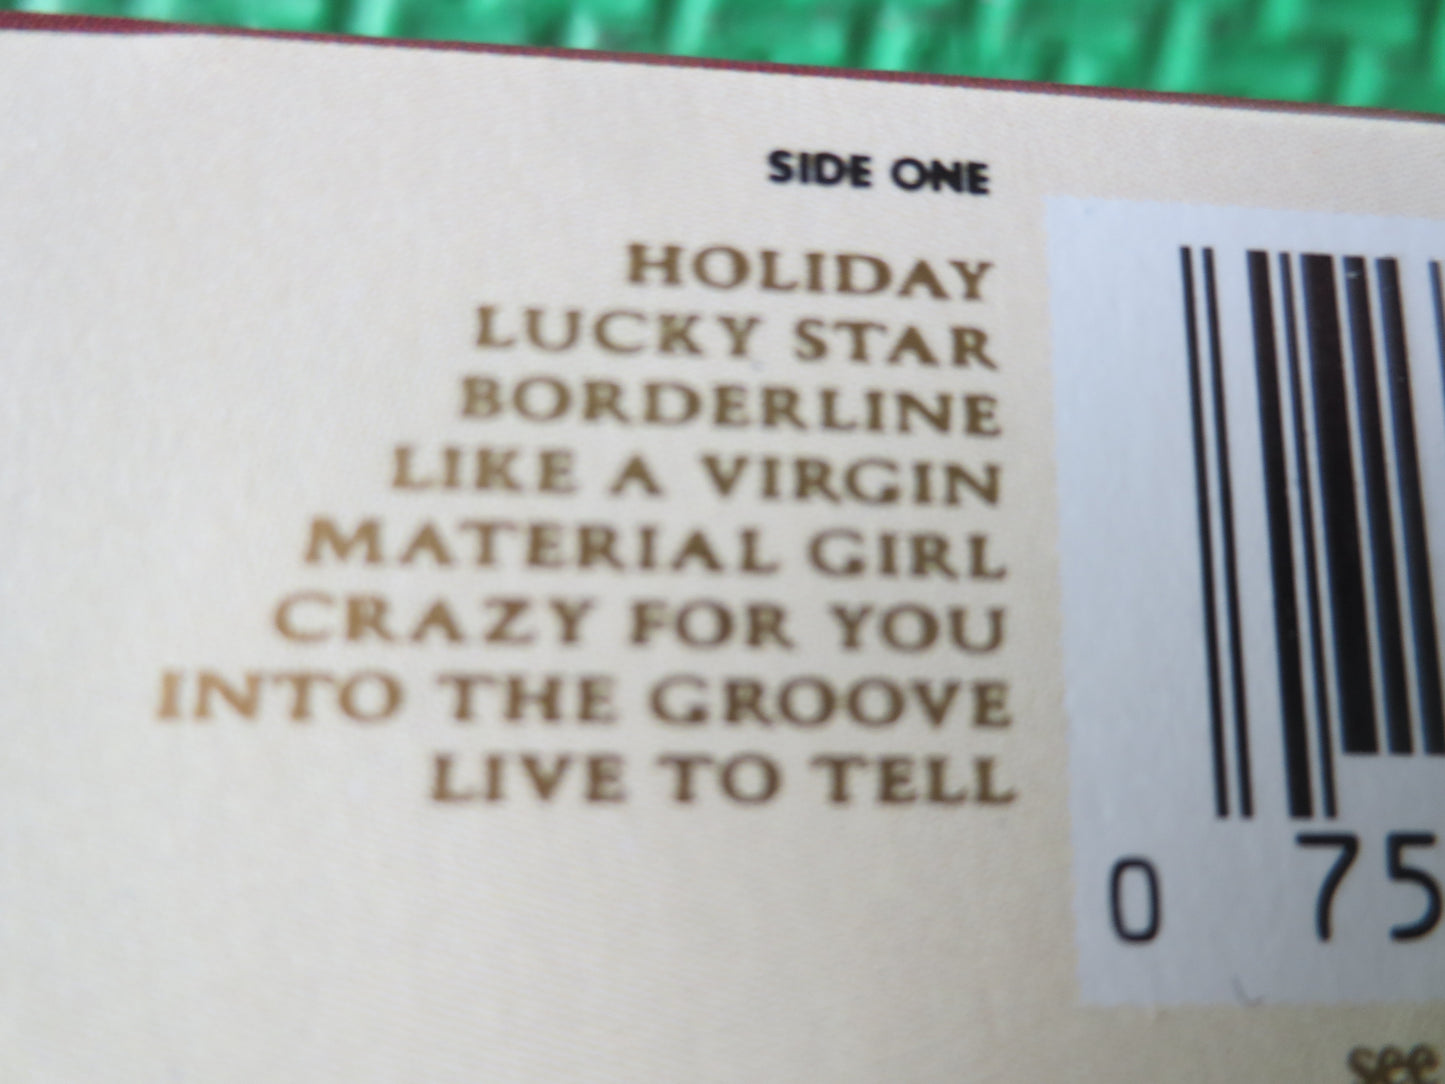 SIDE ONE
HOLIDAY
LUCKY STAR
BORDERLINE
LIKE A VIRGIN
MATERIAL GIRL
CRAZY FOR YOU
INTO THE GROOVE
LIVE TO TELL
0 75
see